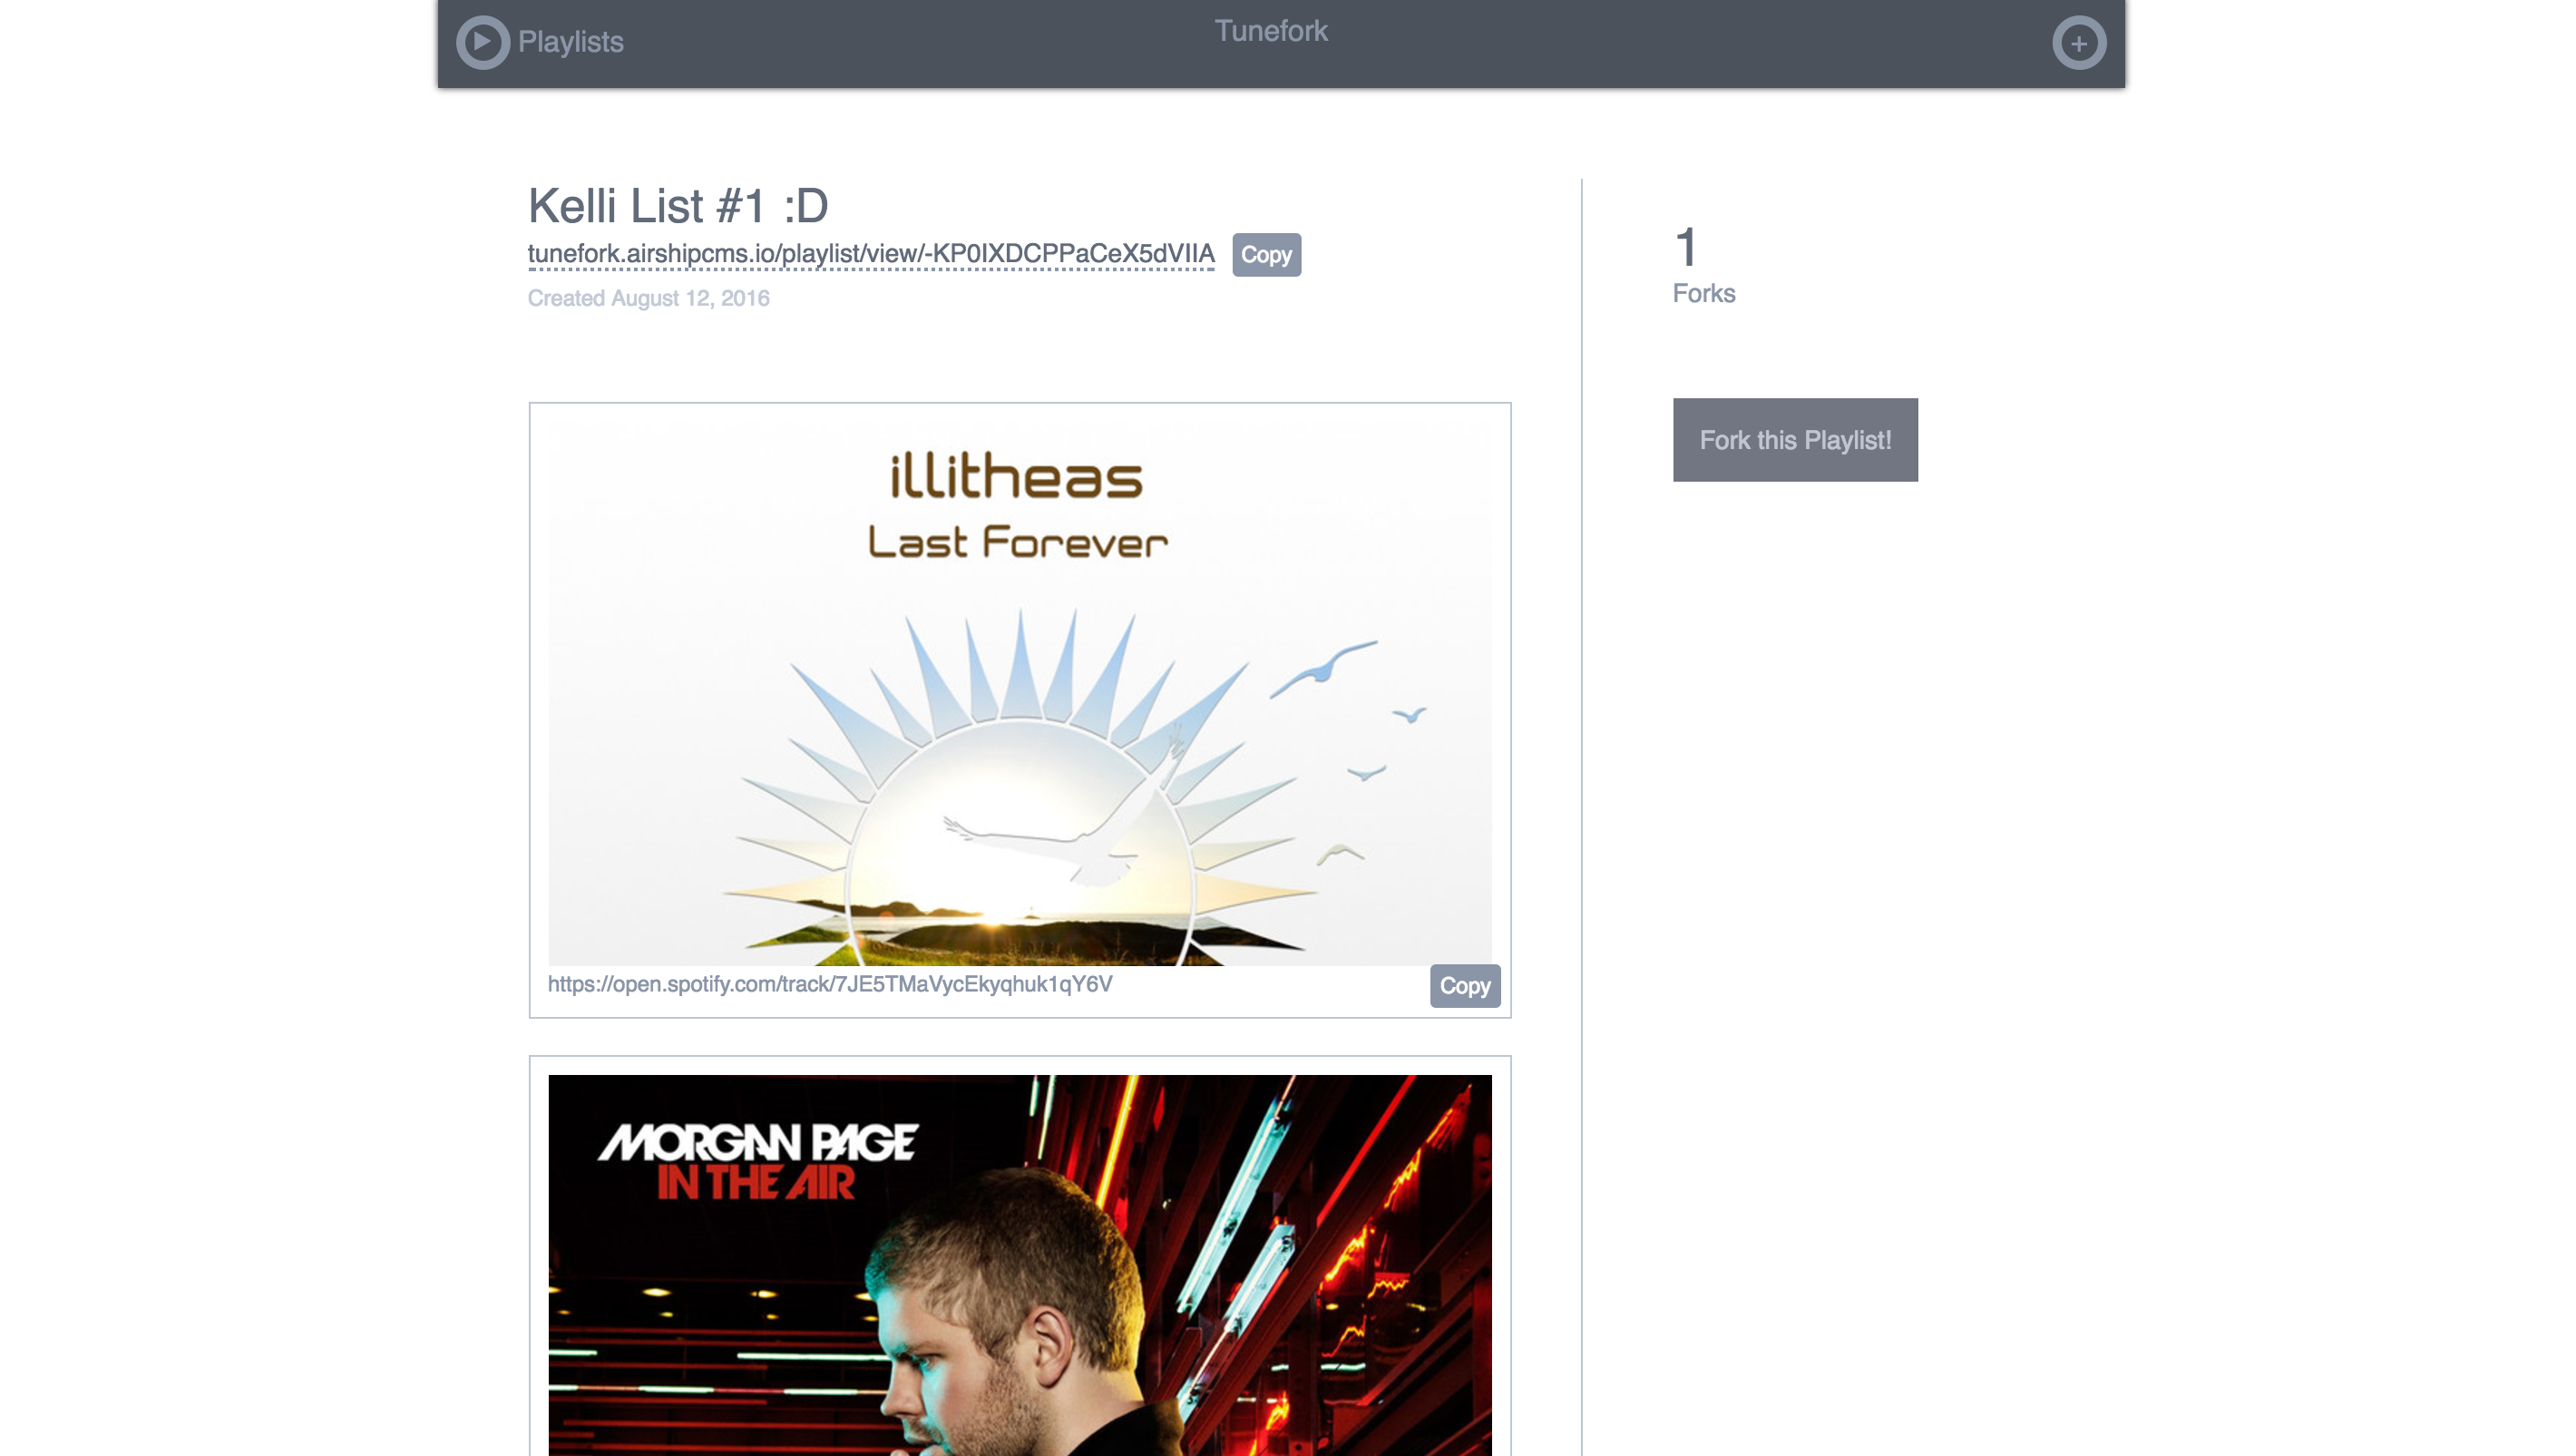 Playlists
Tunefork
+
Kelli List #1 :D
tunefork.airshipcms.io/playlist/view/-KP0IXDCPPaCeX5dVIIA
Copy
Created August 12, 2016
1
Forks
Fork this Playlist!
illitheas
Last Forever
https://open.spotify.com/track/7JE5TMaVycEkyqhuk1qY6V
Copy
MORGAN PAGE
IN THE AIR